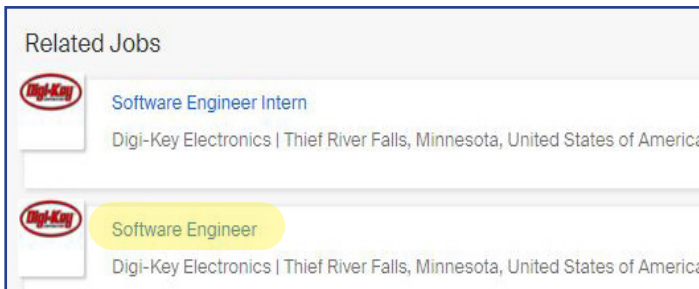 Related Jobs
Digi-Key
Software Engineer Intern
Digi-Key Electronics | Thief River Falls, Minnesota, United States of America
Digi-Key
Software Engineer
Digi-Key Electronics | Thief River Falls, Minnesota, United States of America